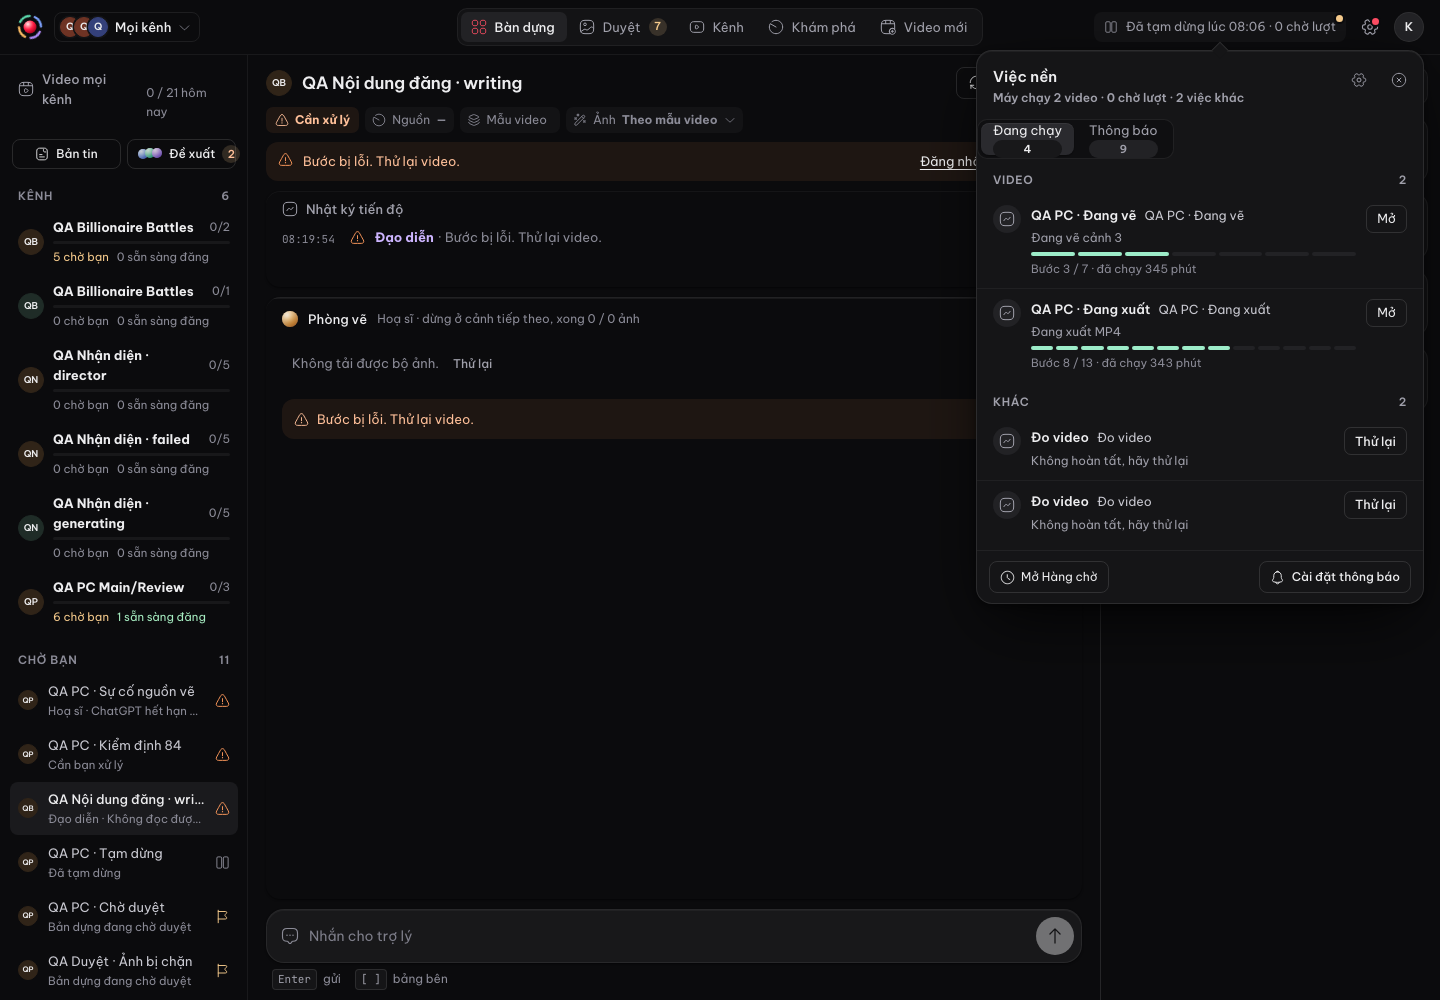 Q Q Q Mọi kênh
Bàn dựng
Duyệt 7
Kênh
Khám phá
Video mới
Đã tạm dừng lúc 08:06 · 0 chờ lượt
K
Video mọi kênh
0 / 21 hôm nay
Bản tin
Đề xuất 2
KÊNH 6
QB QA Billionaire Battles 0/2
5 chờ bạn 0 sẵn sàng đăng
QB QA Billionaire Battles 0/1
0 chờ bạn 0 sẵn sàng đăng
QN QA Nhận diện · director 0/5
0 chờ bạn 0 sẵn sàng đăng
QN QA Nhận diện · failed 0/5
0 chờ bạn 0 sẵn sàng đăng
QN QA Nhận diện · generating 0/5
0 chờ bạn 0 sẵn sàng đăng
QP QA PC Main/Review 0/3
6 chờ bạn 1 sẵn sàng đăng
CHỜ BẠN 11
QP QA PC · Sự cố nguồn vẽ
Hoạ sĩ · ChatGPT hết hạn ...
QP QA PC · Kiểm định 84
Cần bạn xử lý
QB QA Nội dung đăng · wri...
Đạo diễn · Không đọc đượ...
QP QA PC · Tạm dừng
Đã tạm dừng
QP QA PC · Chờ duyệt
Bản dựng đang chờ duyệt
QP QA Duyệt · Ảnh bị chặn
Bản dựng đang chờ duyệt
QB QA Nội dung đăng · writing
Cần xử lý
Nguồn –
Mẫu video
Ảnh Theo mẫu video
Bước bị lỗi. Thử lại video.
Đăng nhậ
Nhật ký tiến độ
08:19:54 Đạo diễn · Bước bị lỗi. Thử lại video.
Phòng vẽ Hoạ sĩ · dừng ở cảnh tiếp theo, xong 0 / 0 ảnh
Không tải được bộ ảnh. Thử lại
Bước bị lỗi. Thử lại video.
Nhắn cho trợ lý
Enter gửi [ ] bảng bên
Việc nền
Máy chạy 2 video · 0 chờ lượt · 2 việc khác
Đang chạy 4
Thông báo 9
VIDEO 2
QA PC · Đang vẽ QA PC · Đang vẽ Mở
Đang vẽ cảnh 3
Bước 3 / 7 · đã chạy 345 phút
QA PC · Đang xuất QA PC · Đang xuất Mở
Đang xuất MP4
Bước 8 / 13 · đã chạy 343 phút
KHÁC 2
Đo video Đo video Thử lại
Không hoàn tất, hãy thử lại
Đo video Đo video Thử lại
Không hoàn tất, hãy thử lại
Mở Hàng chờ
Cài đặt thông báo